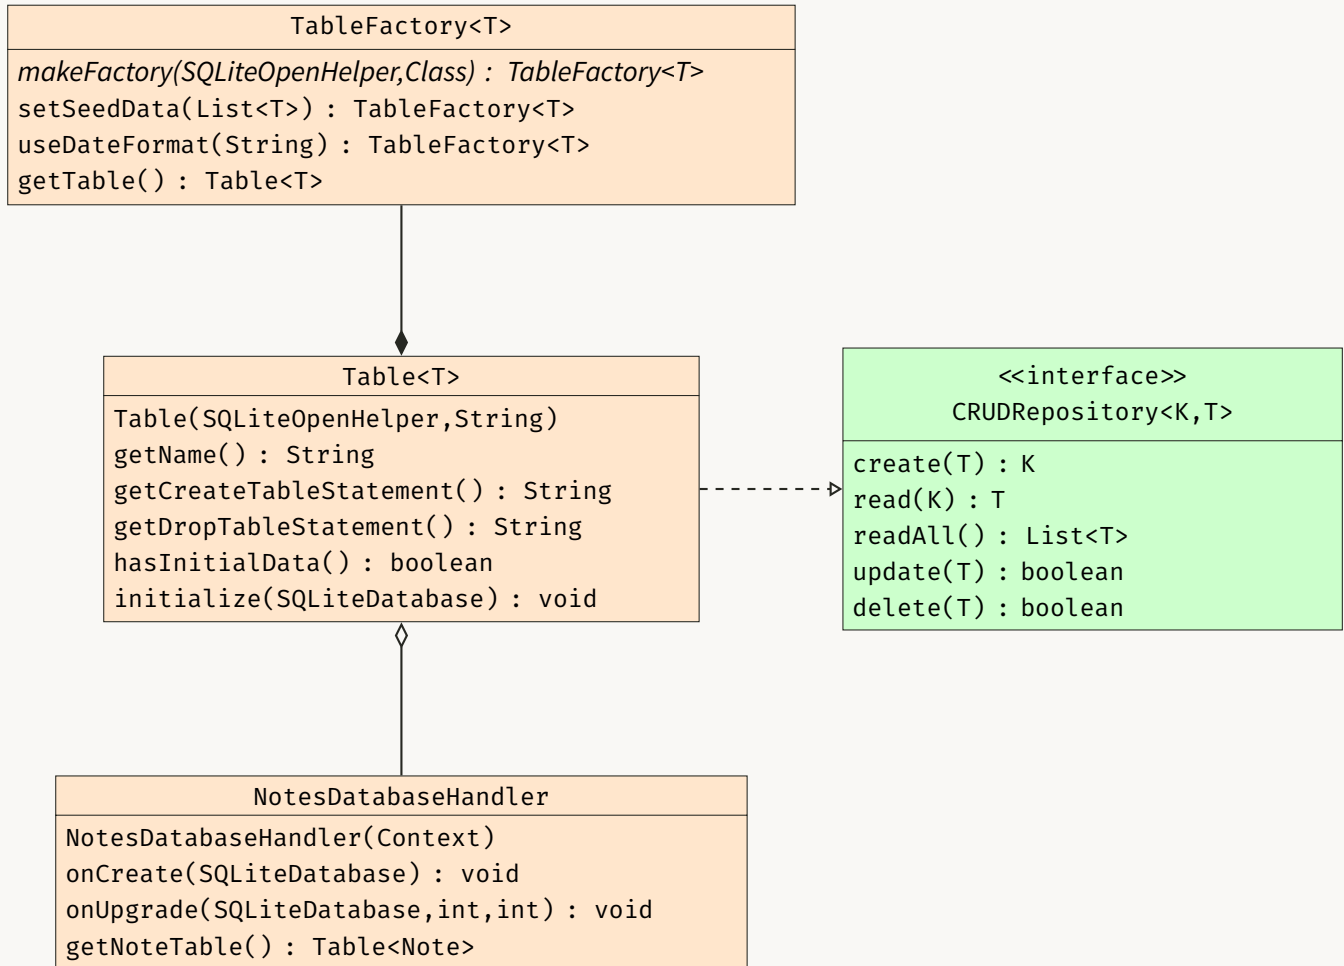 TableFactory<T>
makeFactory(SQLiteOpenHelper,Class) : TableFactory<T>
setSeedData(List<T>) : TableFactory<T>
useDateFormat(String) : TableFactory<T>
getTable() : Table<T>
Table<T>
Table(SQLiteOpenHelper,String)
getName() : String
getCreateTableStatement() : String
getDropTableStatement() : String
hasInitialData() : boolean
initialize(SQLiteDatabase) : void
<<interface>>
CRUDRepository<K,T>
create(T) : K
read(K) : T
readAll() : List<T>
update(T) : boolean
delete(T) : boolean
NotesDatabaseHandler
NotesDatabaseHandler(Context)
onCreate(SQLiteDatabase) : void
onUpgrade(SQLiteDatabase,int,int) : void
getNoteTable() : Table<Note>